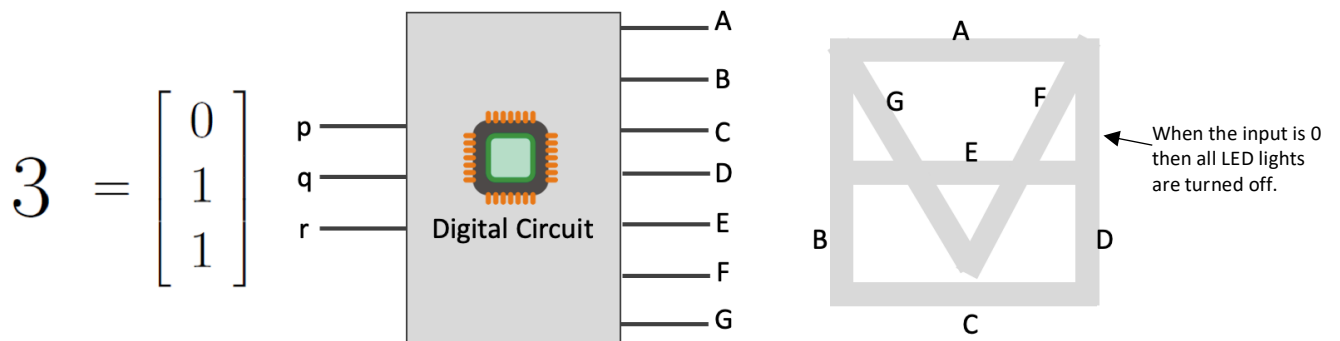 3 = [ 0 1 1 ]
p
q
r
Digital Circuit
A
B
C
D
E
F
G
A
G
F
E
B
D
C
When the input is 0
then all LED lights
are turned off.